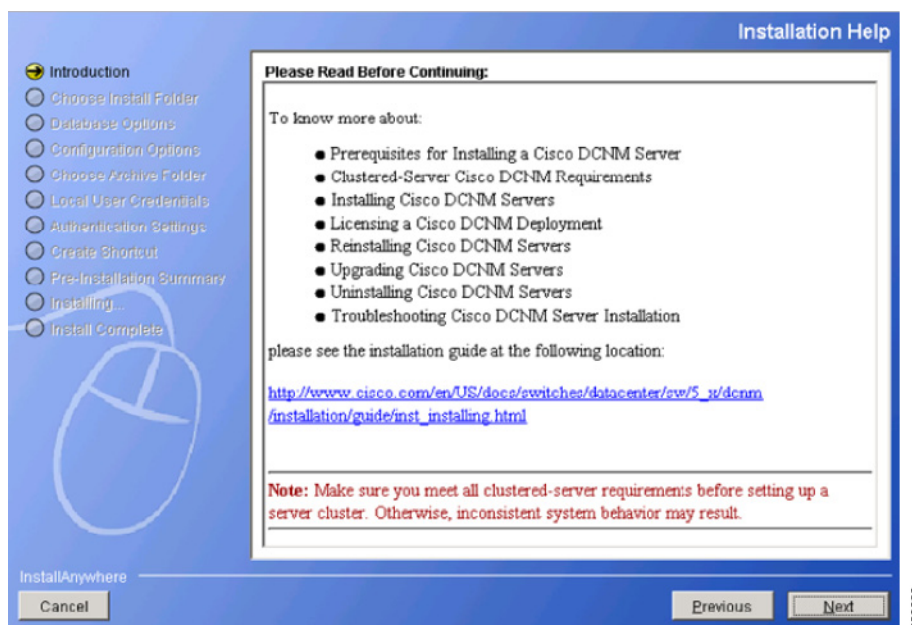 Installation Help
Introduction
Choose Install Folder
Database Options
Configuration Options
Choose Archive Folder
Local User Credentials
Authentication Settings
Create Shortcut
Pre-Installation Summary
Installing...
Install Complete
Please Read Before Continuing:
To know more about:
● Prerequisites for Installing a Cisco DCNM Server
● Clustered-Server Cisco DCNM Requirements
● Installing Cisco DCNM Servers
● Licensing a Cisco DCNM Deployment
● Reinstalling Cisco DCNM Servers
● Upgrading Cisco DCNM Servers
● Uninstalling Cisco DCNM Servers
● Troubleshooting Cisco DCNM Server Installation
please see the installation guide at the following location:
http://www.cisco.com/en/US/docs/switches/datacenter/sw/5_x/dcnm
/installation/guide/inst_installing.html
Note: Make sure you meet all clustered-server requirements before setting up a
server cluster. Otherwise, inconsistent system behavior may result.
InstallAnywhere
Cancel
Previous
Next